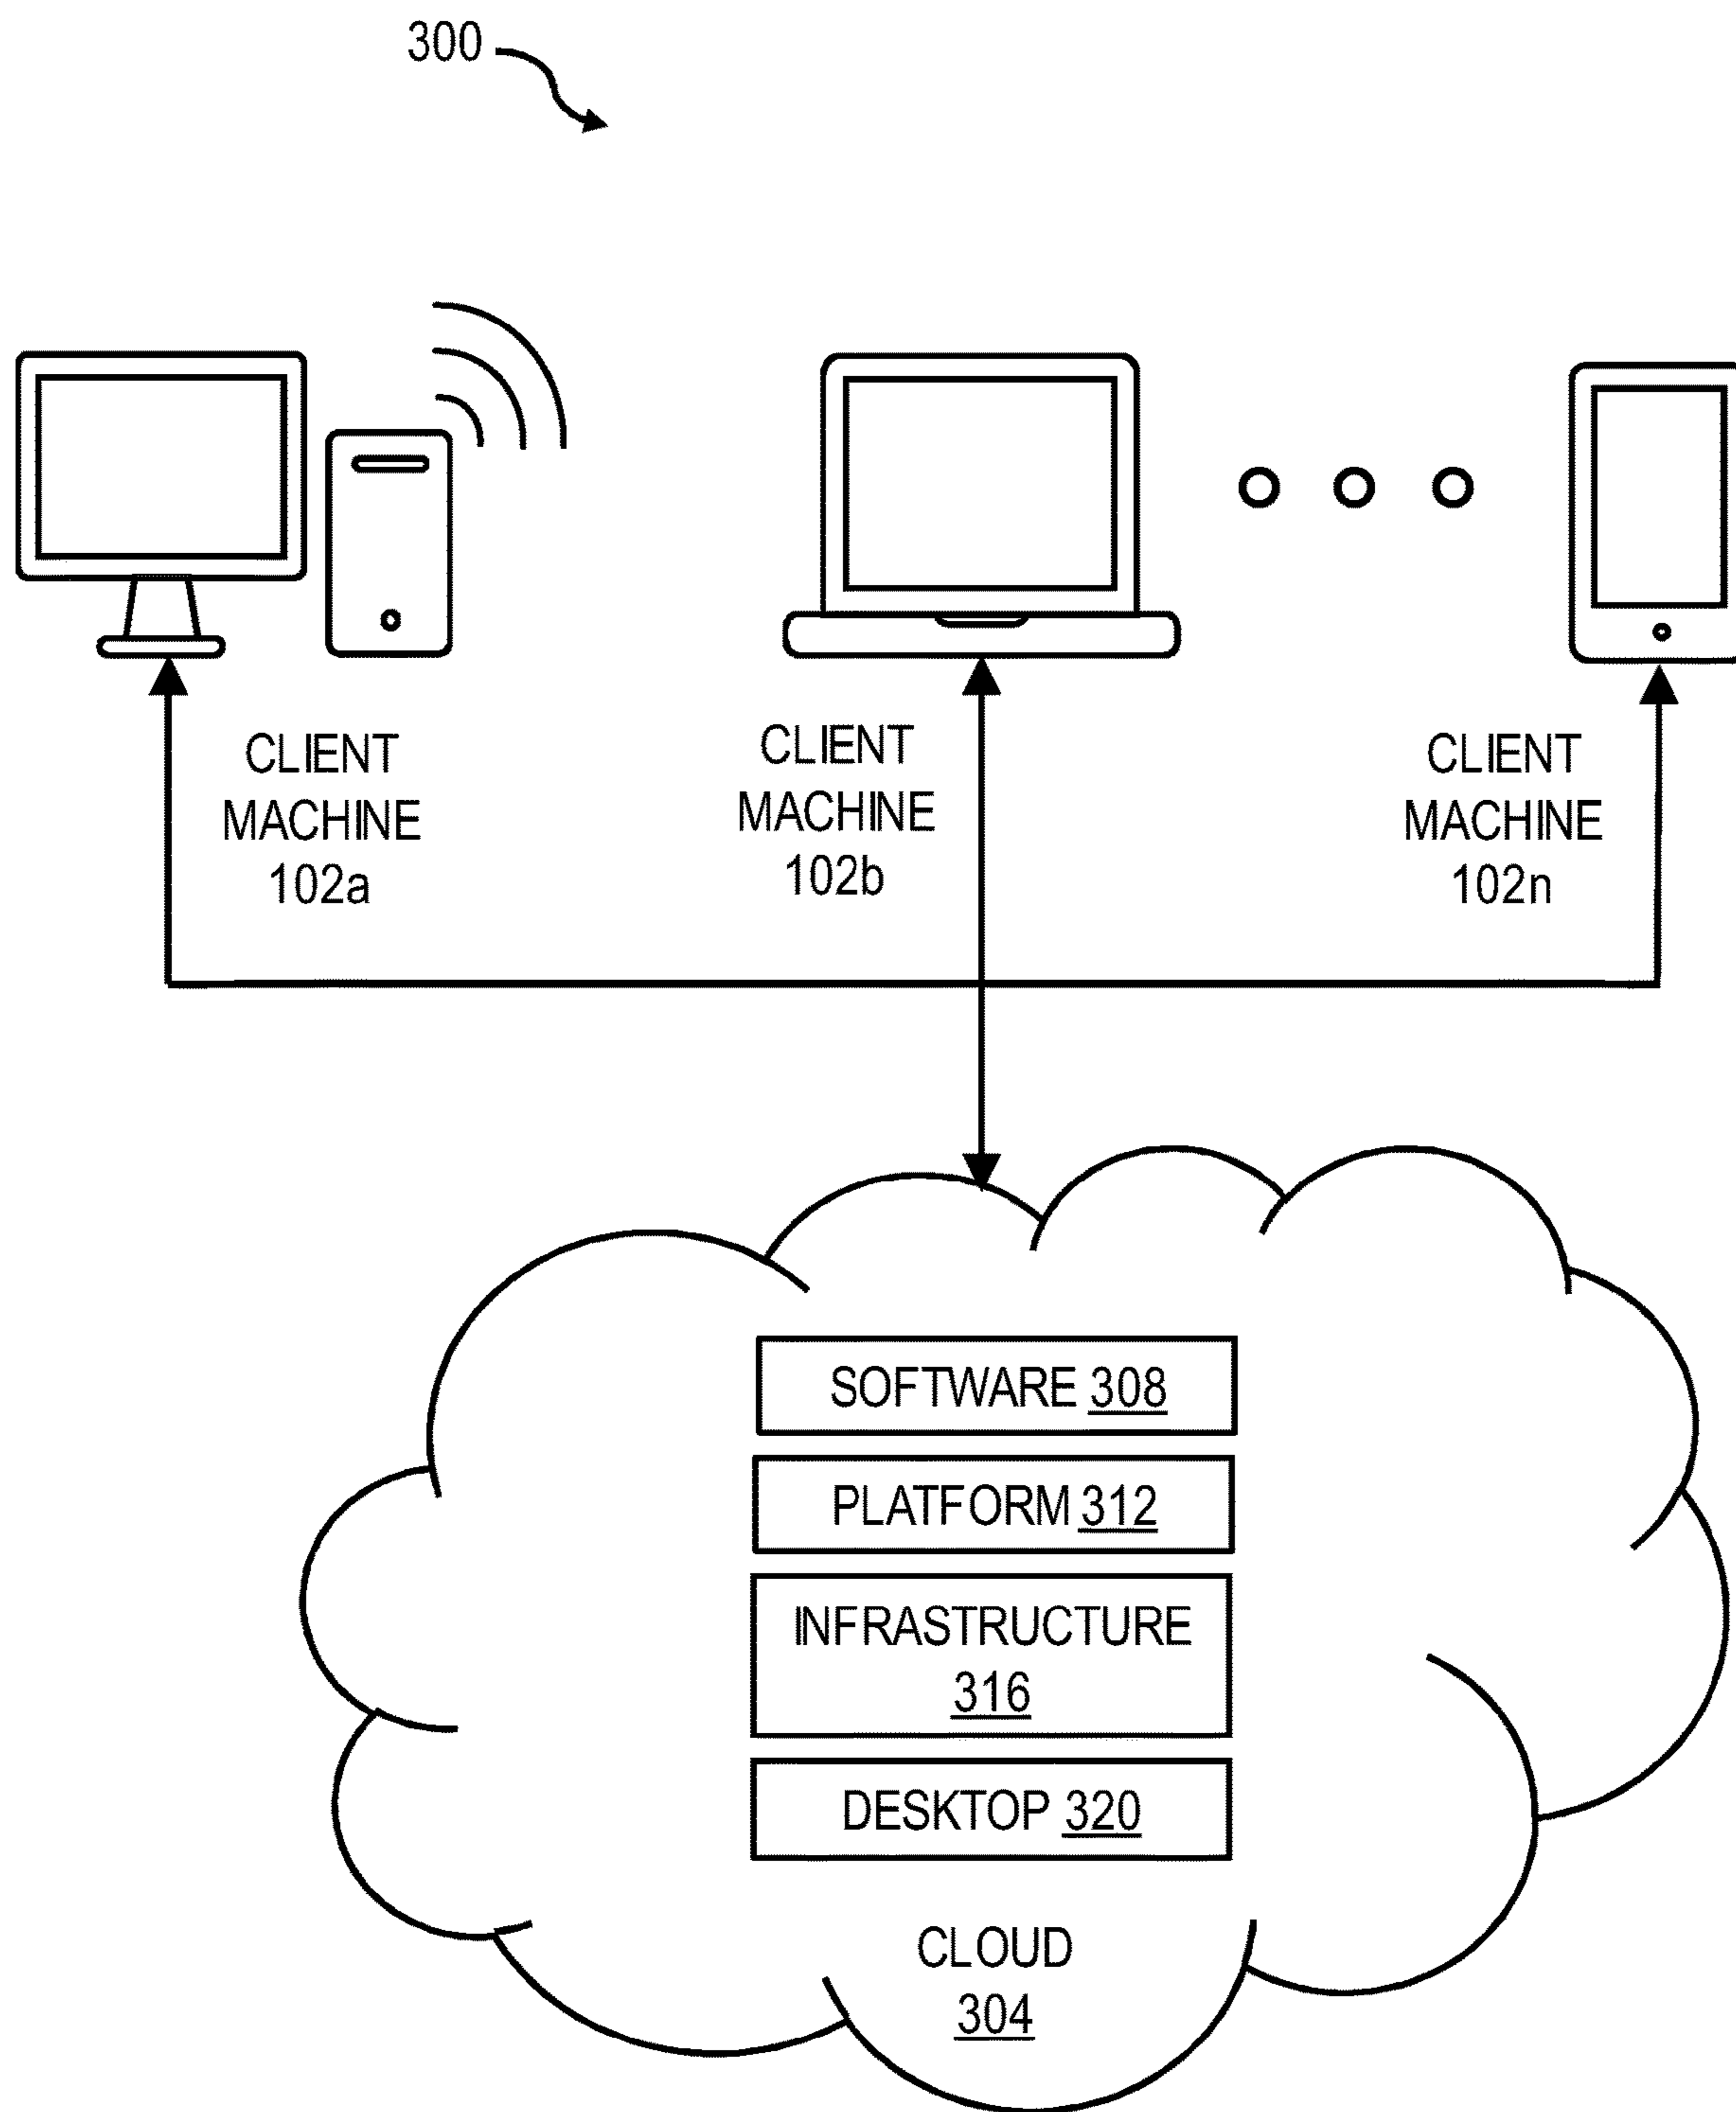 300
CLIENT
MACHINE
102a
CLIENT
MACHINE
102b
CLIENT
MACHINE
102n
SOFTWARE 308
PLATFORM 312
INFRASTRUCTURE
316
DESKTOP 320
CLOUD
304